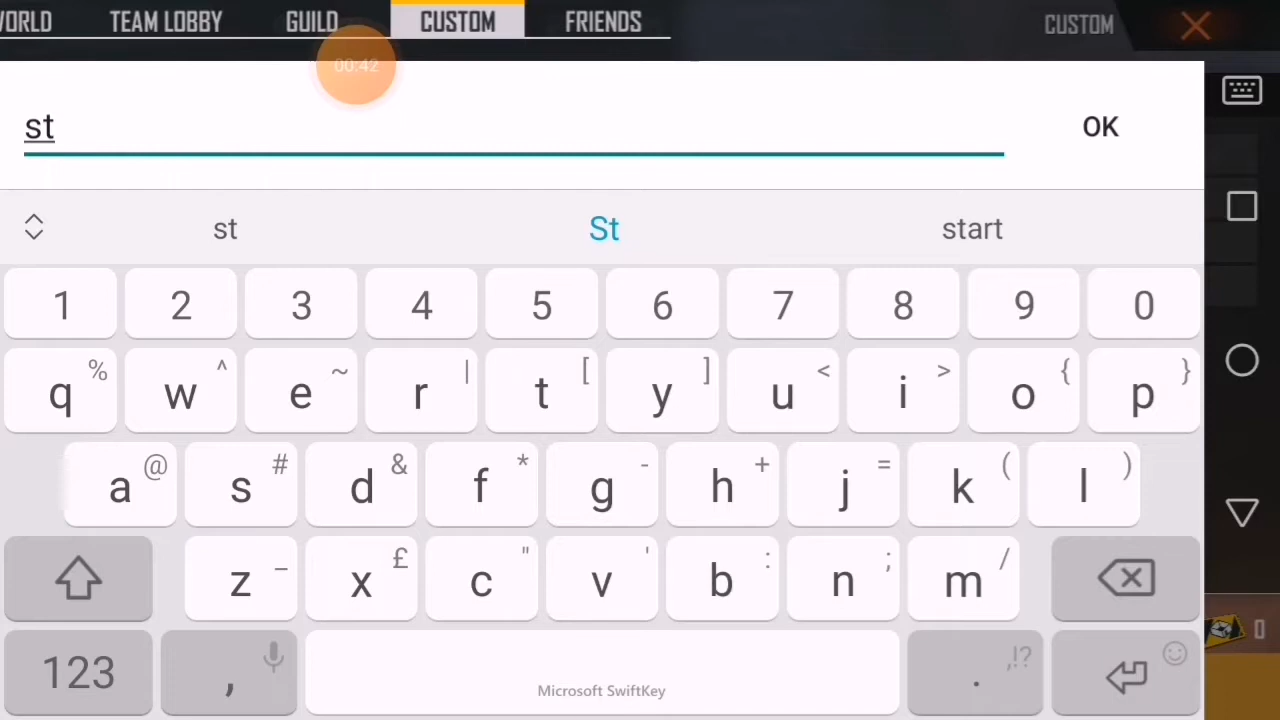 WORLD TEAM LOBBY GUILD CUSTOM FRIENDS CUSTOM
00:42
st OK
st St start
1 2 3 4 5 6 7 8 9 0
q % w ^ e ~ r | t [ y ] u < i > o { p }
a @ s # d & f * g - h + j = k ( l )
z _ x £ c " v ' b : n ; m /
123 , Microsoft SwiftKey . ,!?
0